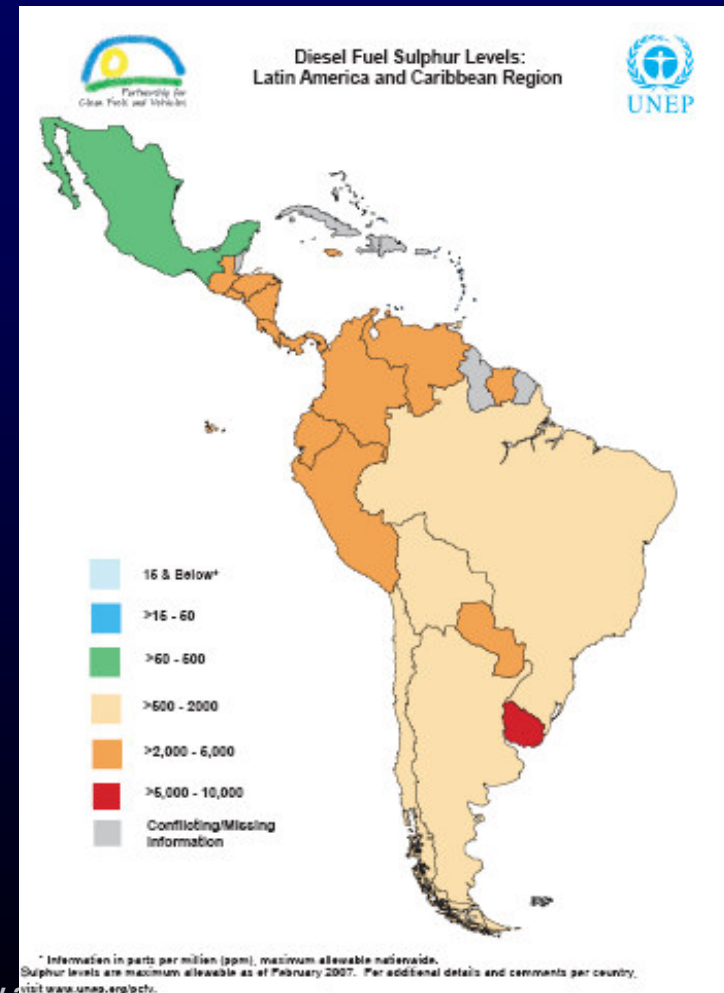 Partnership for
Clean Fuels and Vehicles
Diesel Fuel Sulphur Levels:
Latin America and Caribbean Region
UNEP
15 & Below*
>15 - 50
>50 - 500
>500 - 2000
>2,000 - 5,000
>5,000 - 10,000
Conflicting/Missing
Information
* Information in parts per million (ppm), maximum allowable nationwide.
Sulphur levels are maximum allowable as of February 2007. Per additional details and comments per country,
visit www.unep.org/pcfv.